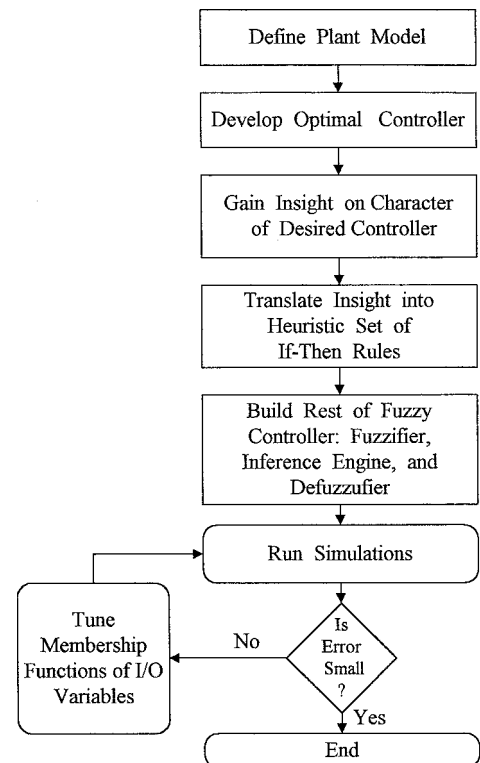 Define Plant Model
Develop Optimal Controller
Gain Insight on Character
of Desired Controller
Translate Insight into
Heuristic Set of
If-Then Rules
Build Rest of Fuzzy
Controller: Fuzzifier,
Inference Engine, and
Defuzzufier
Run Simulations
Tune
Membership
Functions of I/O
Variables
No
Is
Error
Small
?
Yes
End